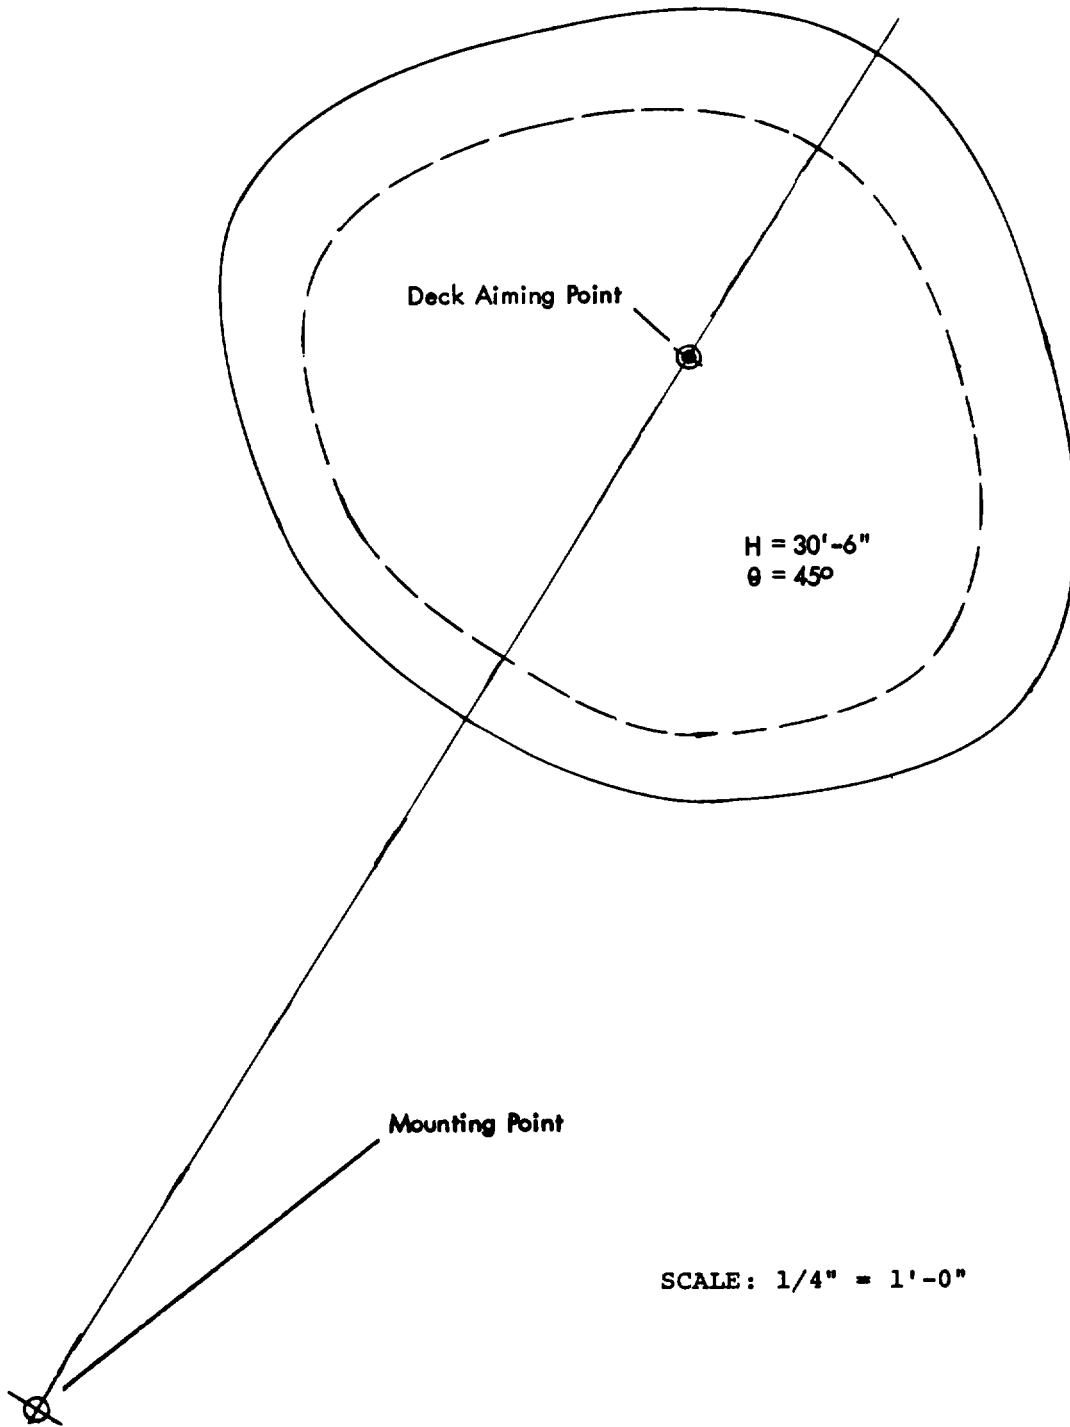 Deck Aiming Point
H = 30'-6"
θ = 45°
Mounting Point
SCALE: 1/4" = 1'-0"